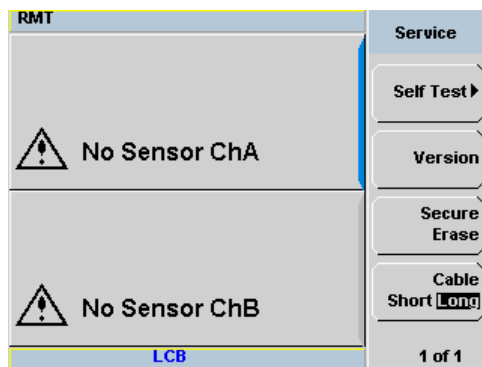 RMT
Service
Self Test
No Sensor ChA
Version
Secure
Erase
No Sensor ChB
Cable
Short Long
LCB
1 of 1